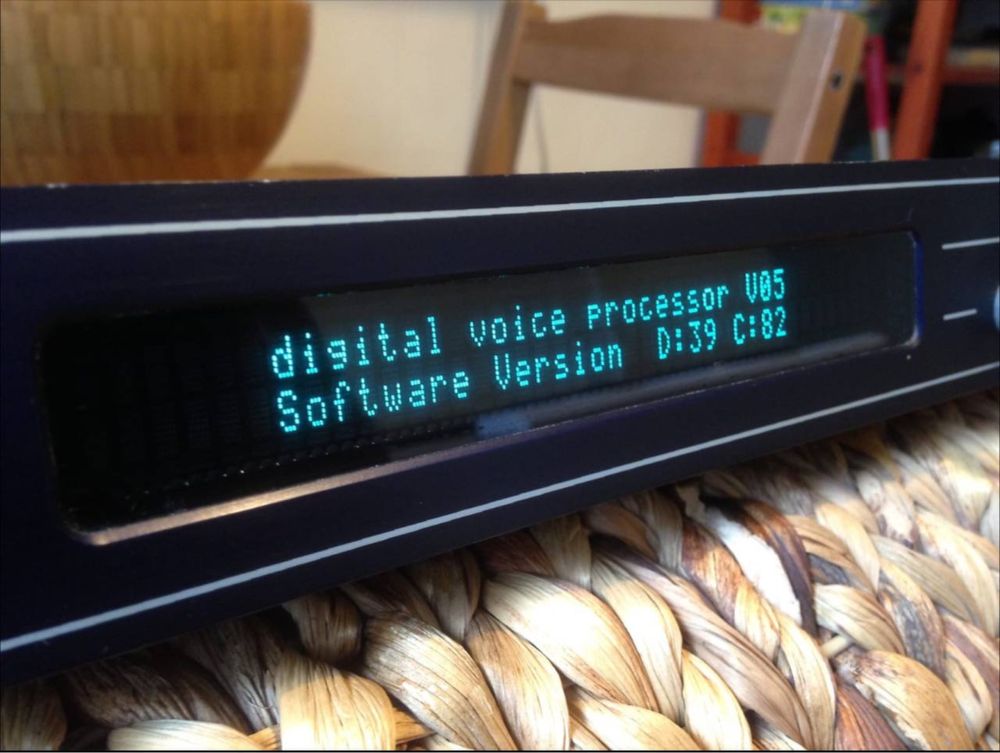 digital voice processor V05
Software Version D:39 C:82